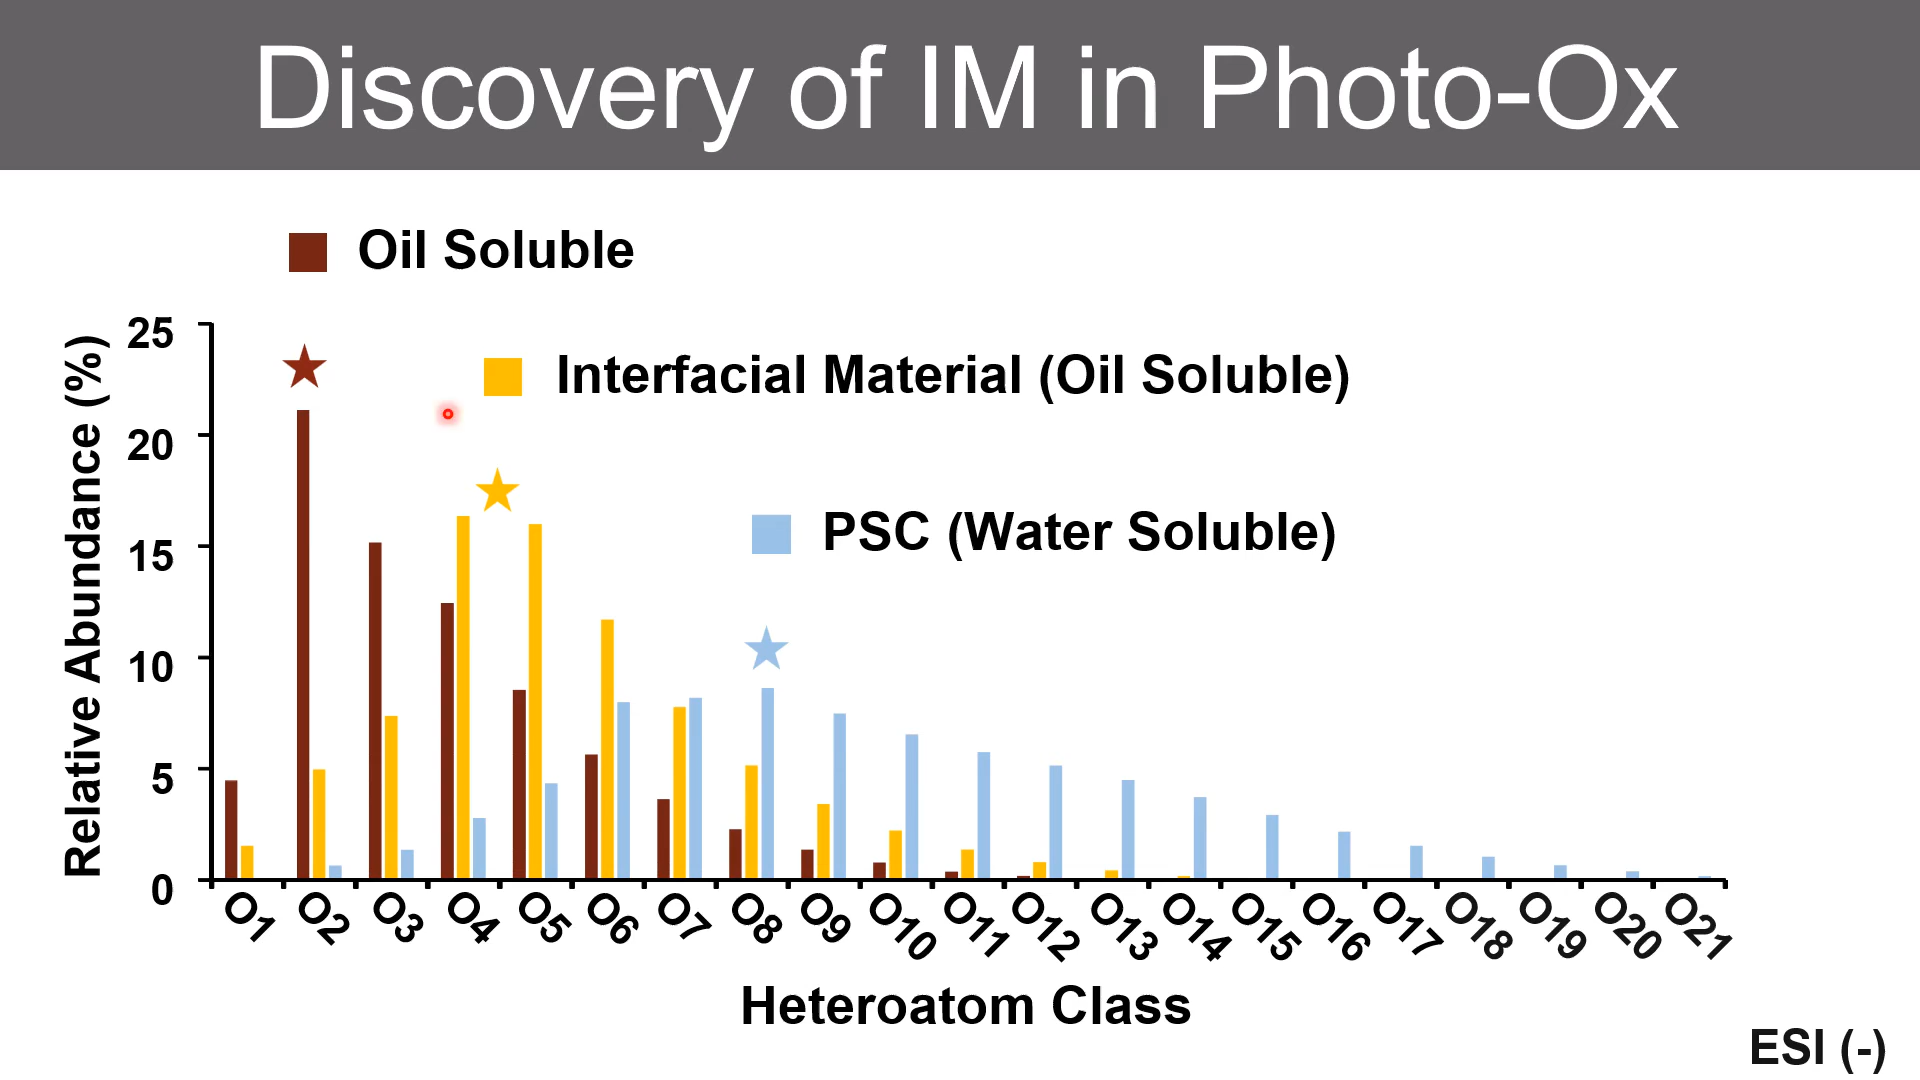 Discovery of IM in Photo-Ox
Oil Soluble
Interfacial Material (Oil Soluble)
PSC (Water Soluble)
Relative Abundance (%)
25
20
15
10
5
0
O1 O2 O3 O4 O5 O6 O7 O8 O9 O10 O11 O12 O13 O14 O15 O16 O17 O18 O19 O20 O21
Heteroatom Class
ESI (-)